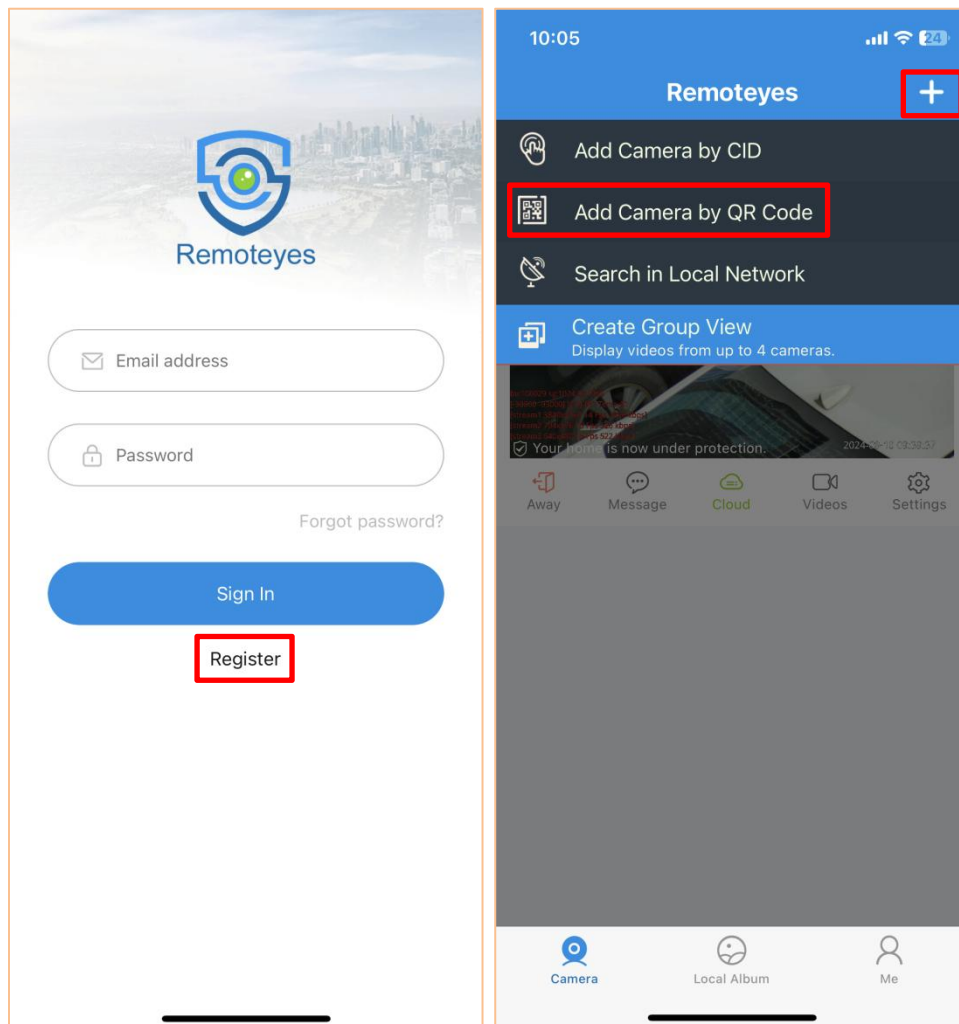 Remoteyes
Email address
Password
Forgot password?
Sign In
Register
10:05
24
Remoteyes
Add Camera by CID
Add Camera by QR Code
Search in Local Network
Create Group View
Display videos from up to 4 cameras.
Your home is now under protection.
Away
Message
Cloud
Videos
Settings
Camera
Local Album
Me